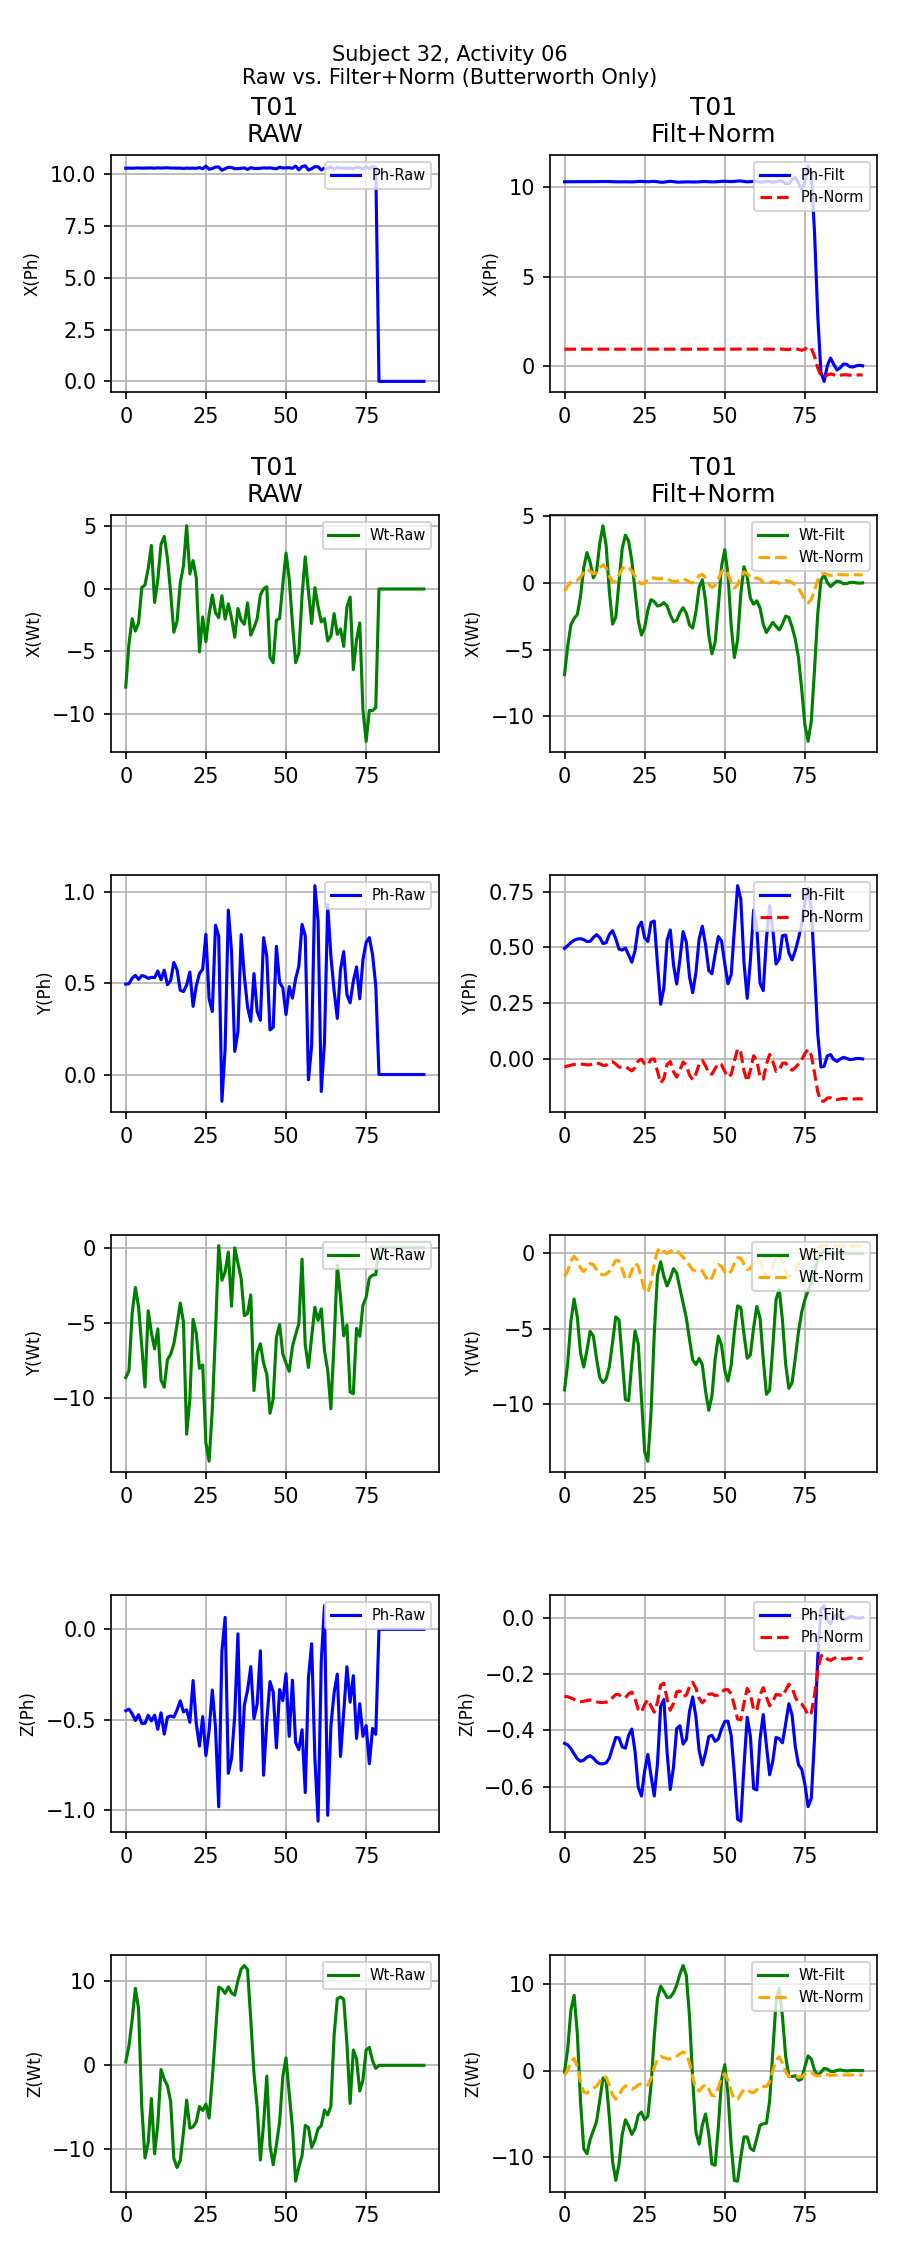 Subject 32, Activity 06
Raw vs. Filter+Norm (Butterworth Only)
T01
RAW
T01
Filt+Norm
X(Ph)
10.0
7.5
5.0
2.5
0.0
0 25 50 75
Ph-Raw
X(Ph)
10
5
0
0 25 50 75
Ph-Filt
Ph-Norm
T01
RAW
T01
Filt+Norm
X(Wt)
5
0
−5
−10
0 25 50 75
Wt-Raw
X(Wt)
5
0
−5
−10
0 25 50 75
Wt-Filt
Wt-Norm
Y(Ph)
1.0
0.5
0.0
0 25 50 75
Ph-Raw
Y(Ph)
0.75
0.50
0.25
0.00
0 25 50 75
Ph-Filt
Ph-Norm
Y(Wt)
0
−5
−10
0 25 50 75
Wt-Raw
Y(Wt)
0
−5
−10
0 25 50 75
Wt-Filt
Wt-Norm
Z(Ph)
0.0
−0.5
−1.0
0 25 50 75
Ph-Raw
Z(Ph)
0.0
−0.2
−0.4
−0.6
0 25 50 75
Ph-Filt
Ph-Norm
Z(Wt)
10
0
−10
0 25 50 75
Wt-Raw
Z(Wt)
10
0
−10
0 25 50 75
Wt-Filt
Wt-Norm